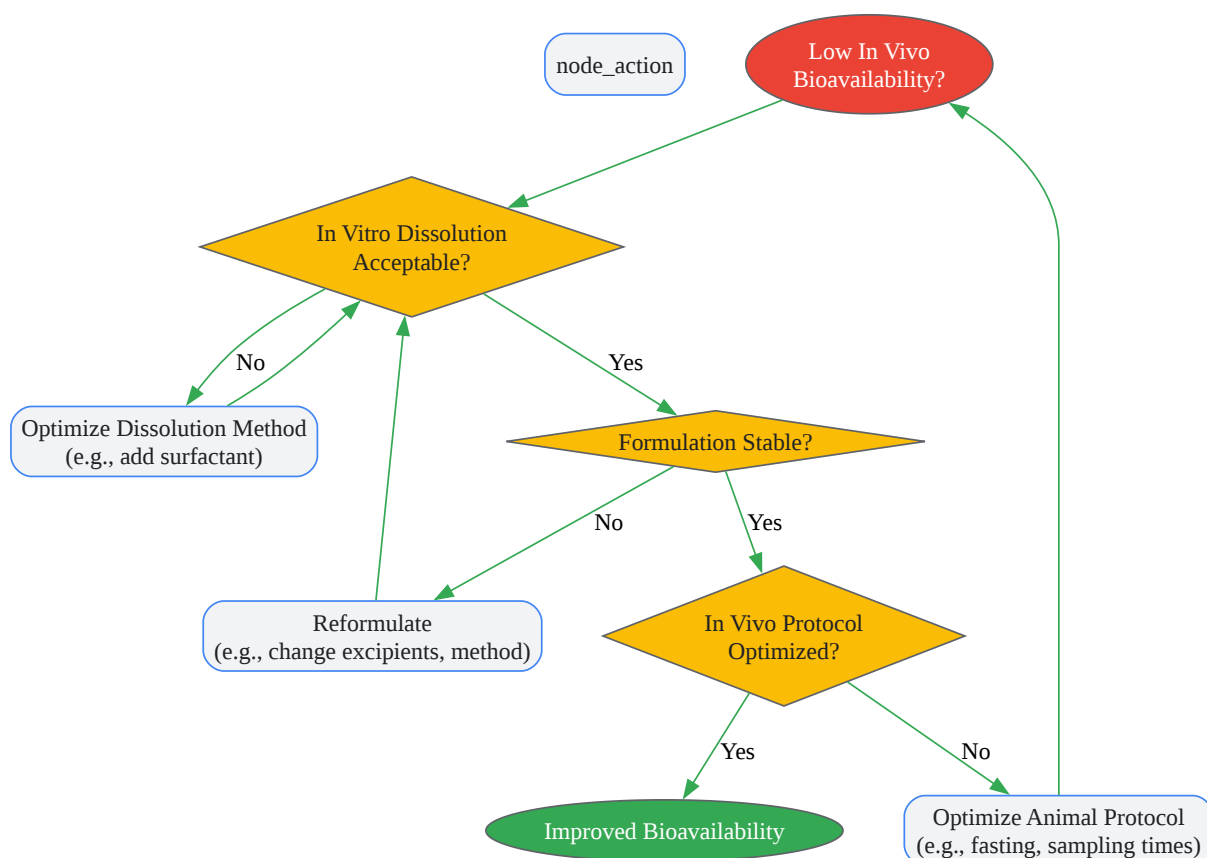 node_action
Low In Vivo
Bioavailability?
In Vitro Dissolution
Acceptable?
No
Yes
Optimize Dissolution Method
(e.g., add surfactant)
Formulation Stable?
No
Yes
Reformulate
(e.g., change excipients, method)
In Vivo Protocol
Optimized?
Yes
No
Improved Bioavailability
Optimize Animal Protocol
(e.g., fasting, sampling times)